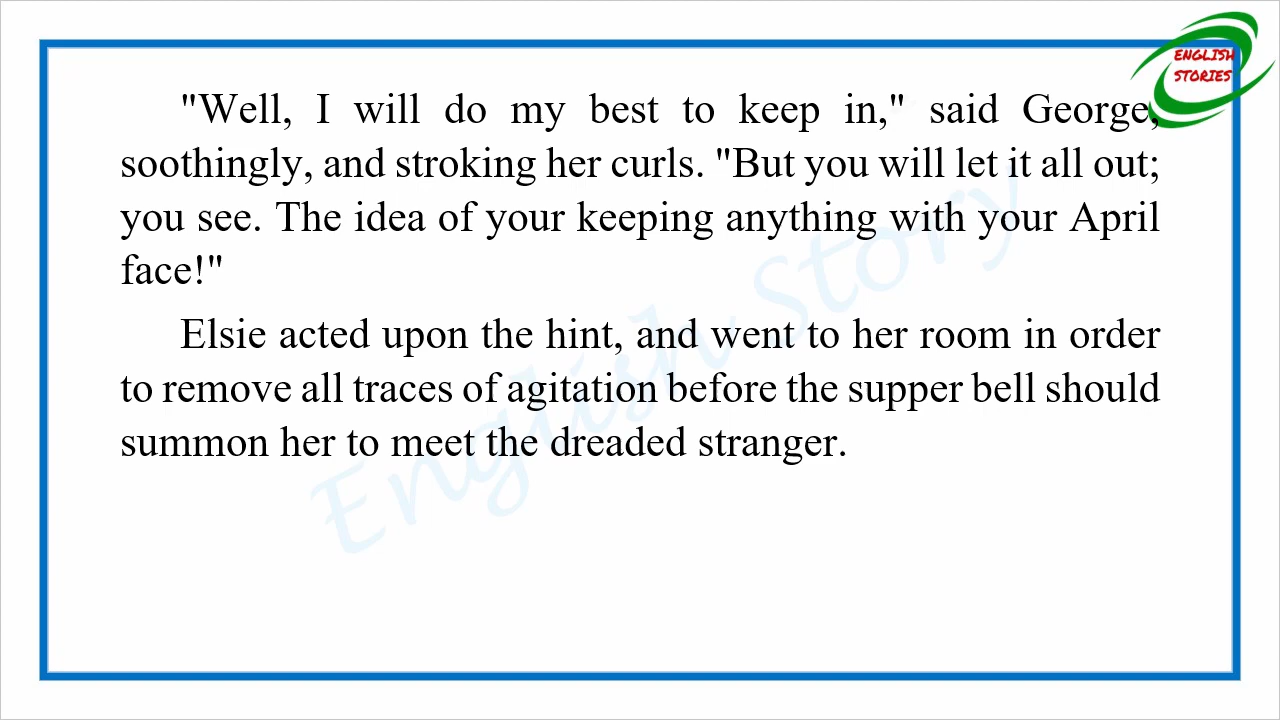 ENGLISH
STORIES
"Well, I will do my best to keep in," said George,
soothingly, and stroking her curls. "But you will let it all out;
you see. The idea of your keeping anything with your April
face!"
Elsie acted upon the hint, and went to her room in order
to remove all traces of agitation before the supper bell should
summon her to meet the dreaded stranger.
English Story